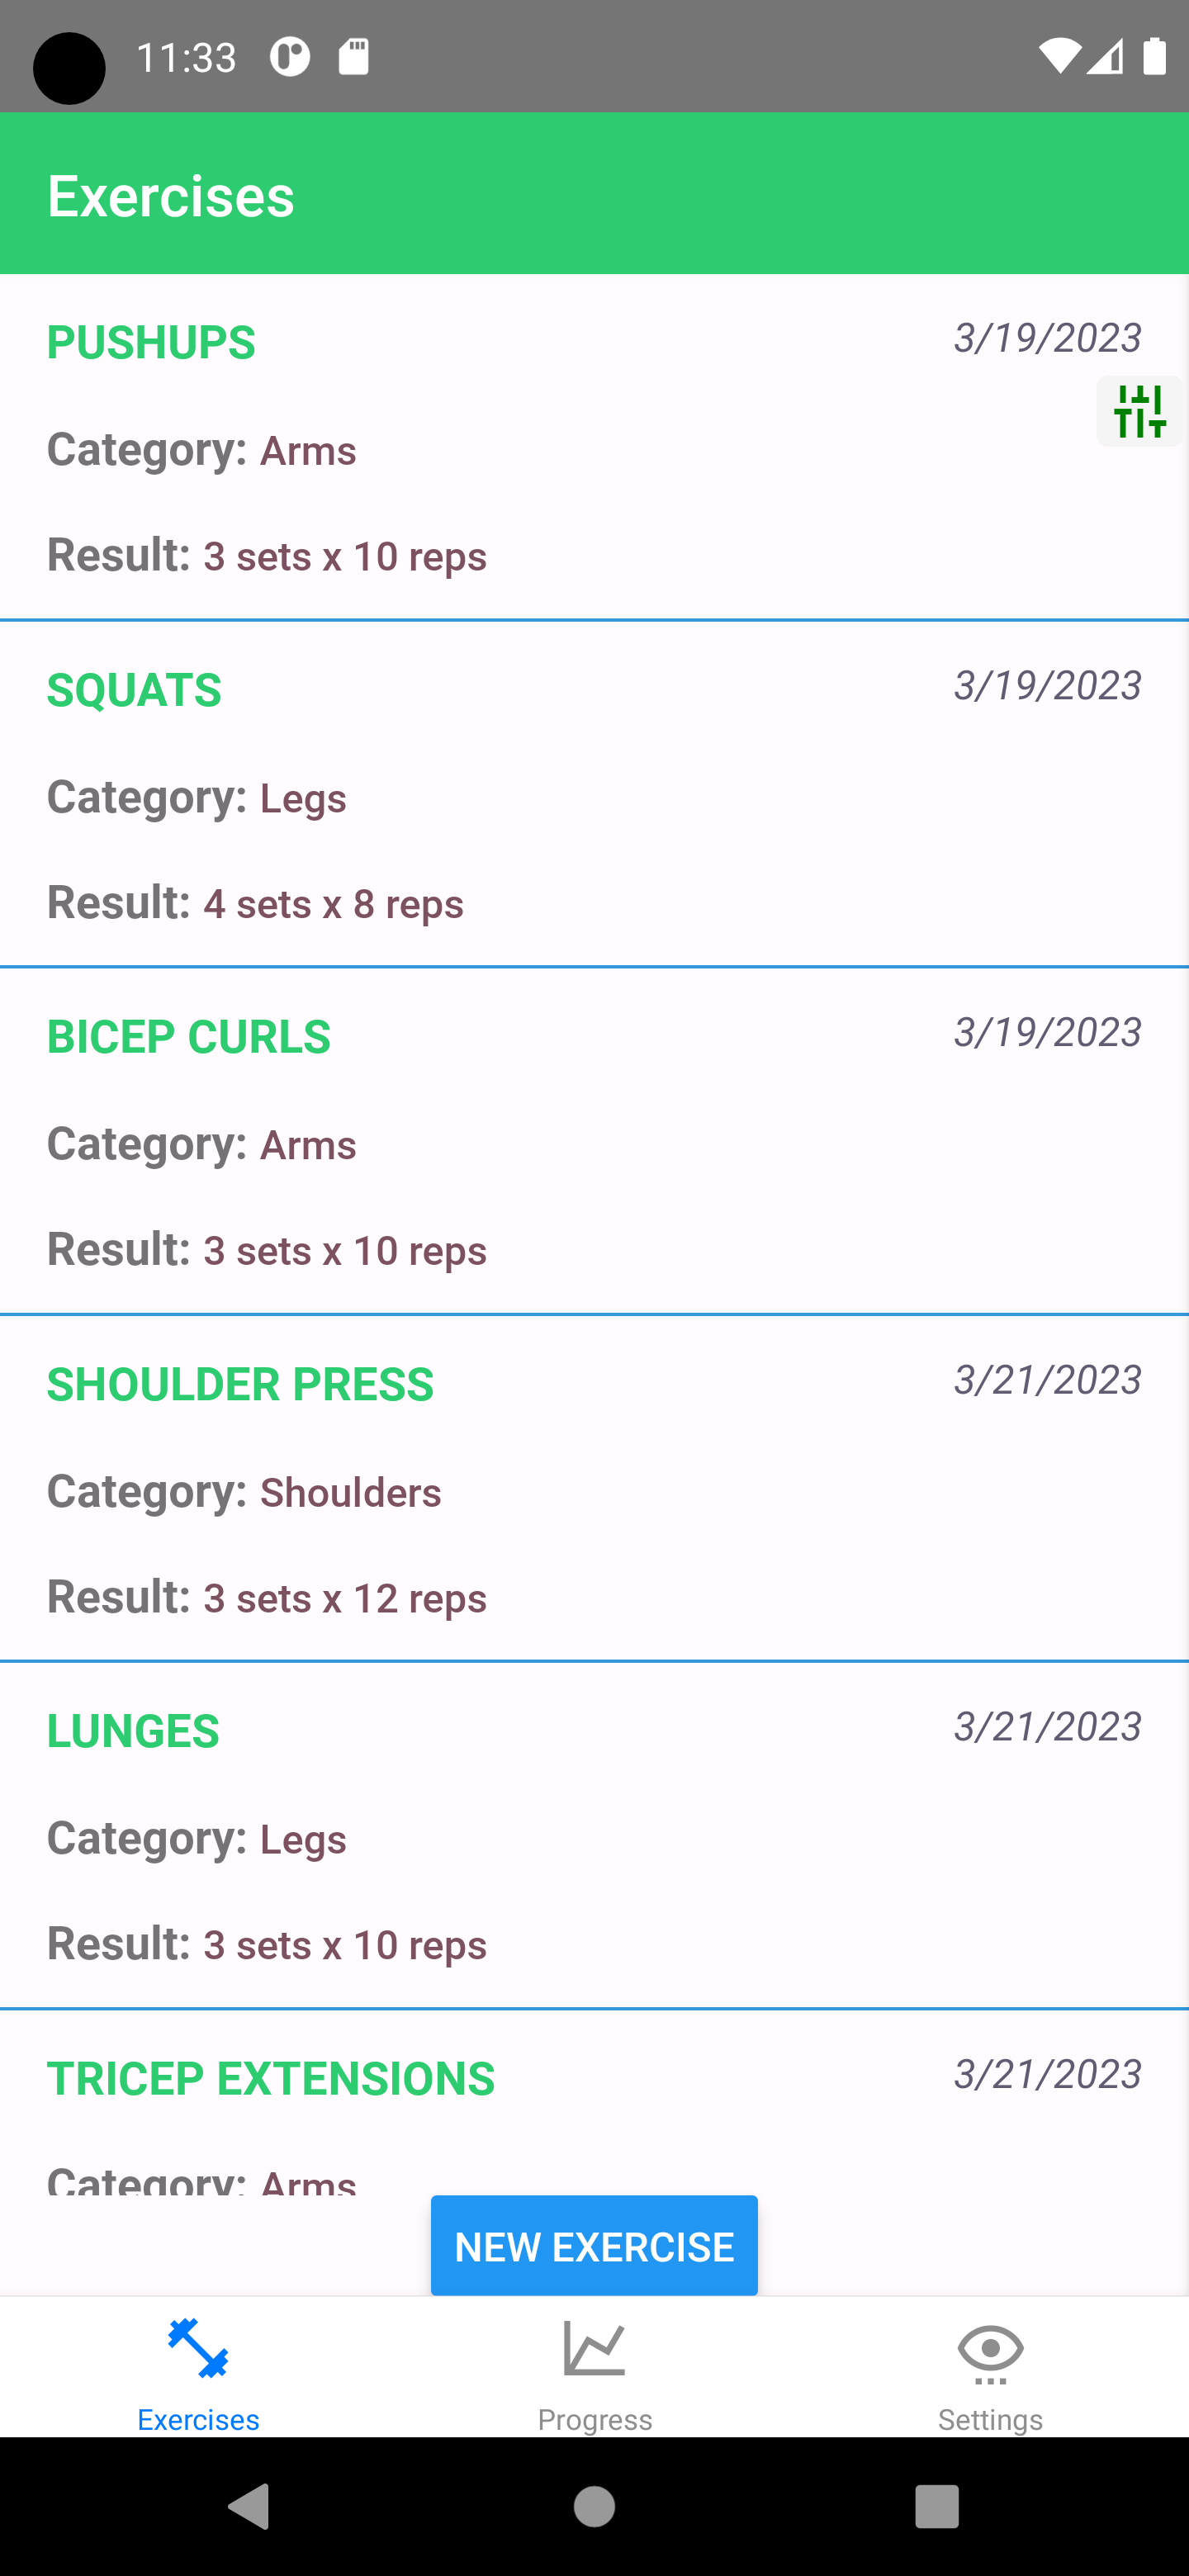 11:33
Exercises
PUSHUPS 3/19/2023
Category: Arms
Result: 3 sets x 10 reps
SQUATS 3/19/2023
Category: Legs
Result: 4 sets x 8 reps
BICEP CURLS 3/19/2023
Category: Arms
Result: 3 sets x 10 reps
SHOULDER PRESS 3/21/2023
Category: Shoulders
Result: 3 sets x 12 reps
LUNGES 3/21/2023
Category: Legs
Result: 3 sets x 10 reps
TRICEP EXTENSIONS 3/21/2023
Category: Arms
NEW EXERCISE
Exercises Progress Settings